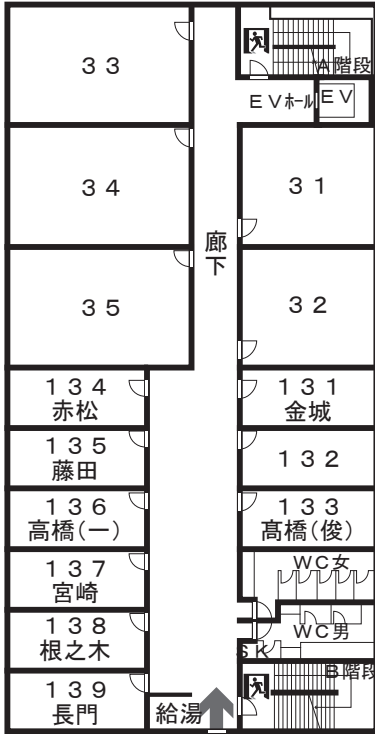 ３３
A階段
EVホール
EV
３４
３１
廊下
３５
３２
１３４
赤松
１３１
金城
１３５
藤田
１３２
１３６
高橋(一)
１３３
髙橋(俊)
WC女
１３７
宮崎
WC男
１３８
根之木
SK
B階段
１３９
長門
給湯